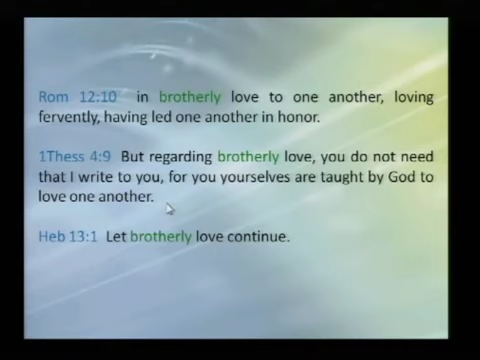 Rom 12:10 in brotherly love to one another, loving
fervently, having led one another in honor.
1Thess 4:9 But regarding brotherly love, you do not need
that I write to you, for you yourselves are taught by God to
love one another.
Heb 13:1 Let brotherly love continue.